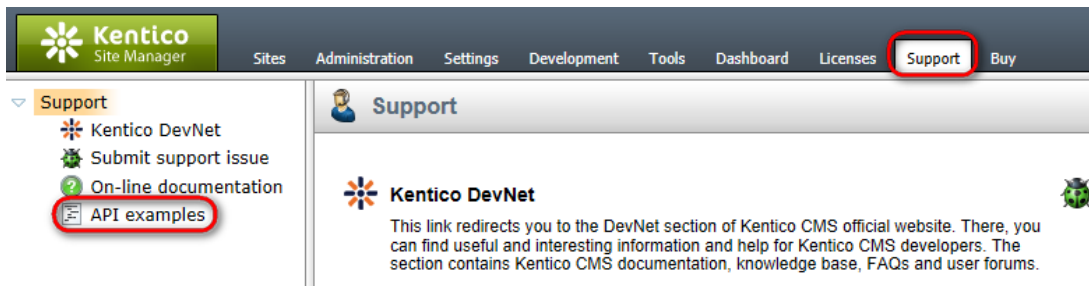 Kentico
Site Manager
Sites Administration Settings Development Tools Dashboard Licenses Support Buy
Support
Kentico DevNet
Submit support issue
On-line documentation
API examples
Support
Kentico DevNet
This link redirects you to the DevNet section of Kentico CMS official website. There, you
can find useful and interesting information and help for Kentico CMS developers. The
section contains Kentico CMS documentation, knowledge base, FAQs and user forums.